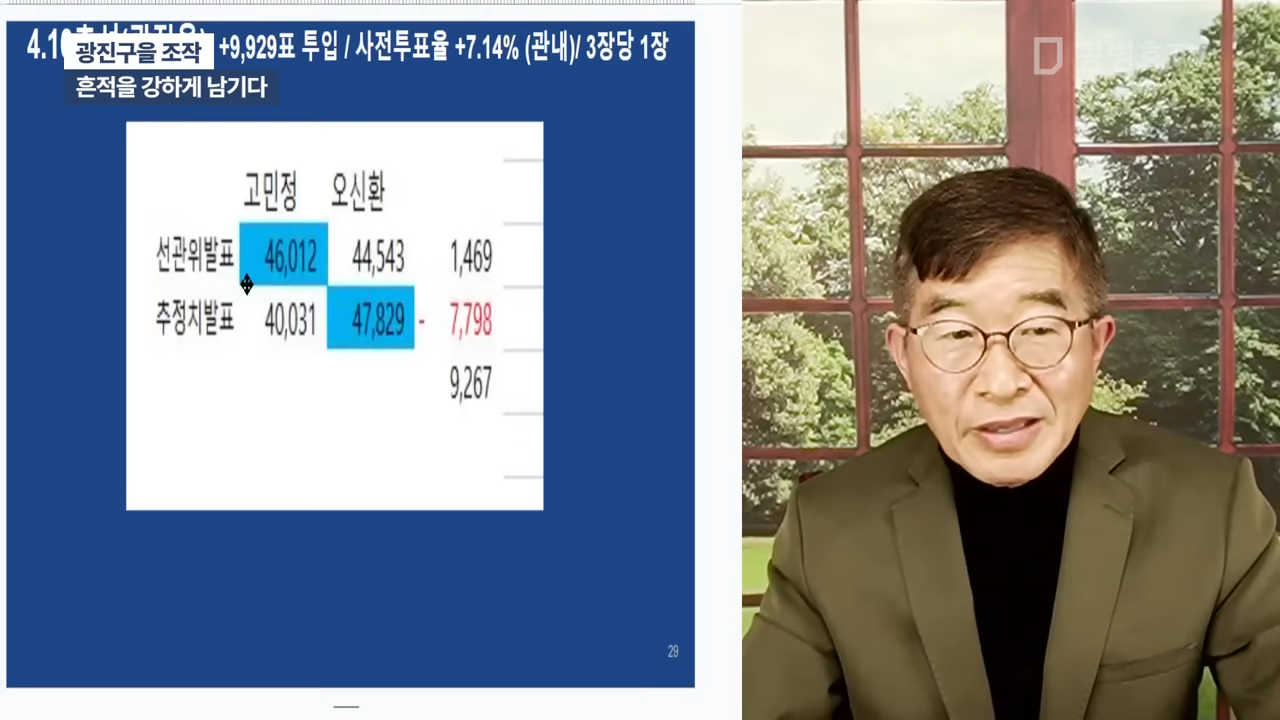 광진구을 조작
+9,929표 투입 / 사전투표율 +7.14% (관내)/ 3장당 1장
흔적을 강하게 남기다
고민정 오신환
선관위발표 46,012 44,543 1,469
추정치발표 40,031 47,829 - 7,798
9,267
29